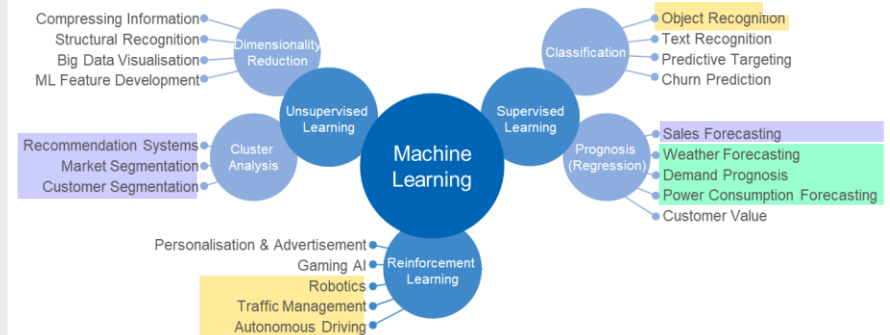 Compressing Information
Structural Recognition
Big Data Visualisation
ML Feature Development
Dimensionality
Reduction
Unsupervised
Learning
Recommendation Systems
Market Segmentation
Customer Segmentation
Cluster
Analysis
Machine
Learning
Supervised
Learning
Classification
Object Recognition
Text Recognition
Predictive Targeting
Churn Prediction
Prognosis
(Regression)
Sales Forecasting
Weather Forecasting
Demand Prognosis
Power Consumption Forecasting
Customer Value
Personalisation & Advertisement
Gaming AI
Robotics
Traffic Management
Autonomous Driving
Reinforcement
Learning